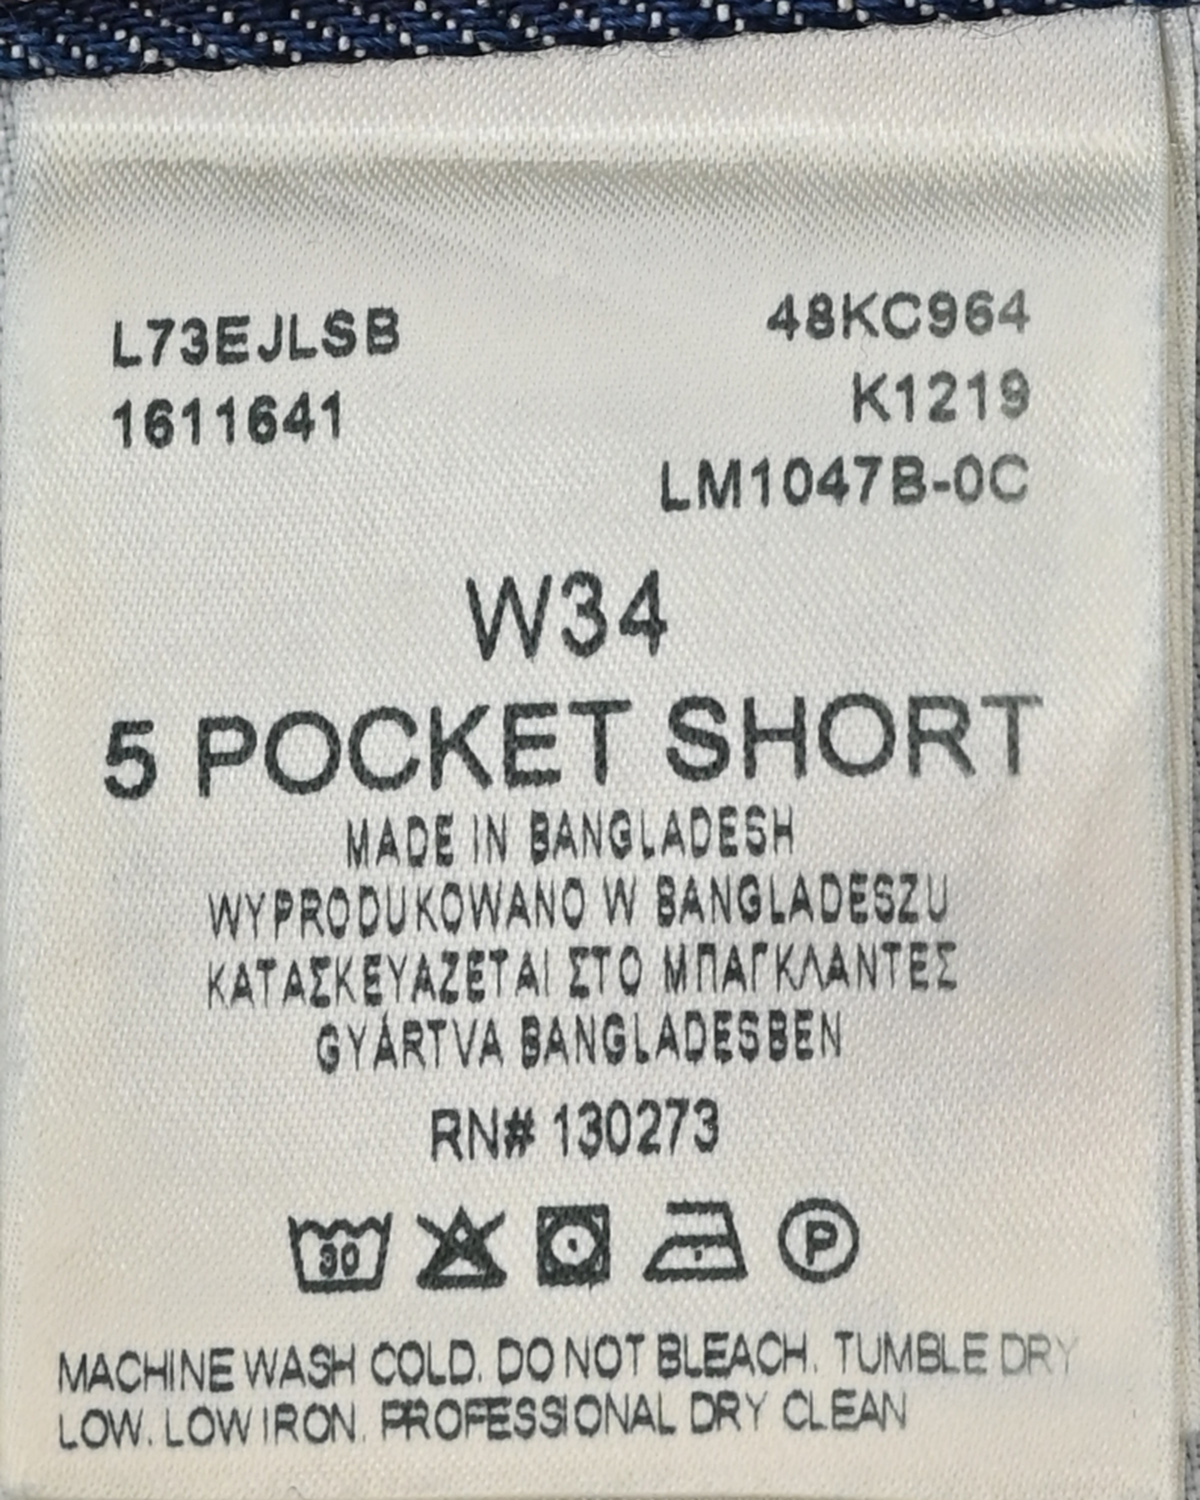 L73EJLSB 48KC964
1611641 K1219
LM1047B-0C
W34
5 POCKET SHORT
MADE IN BANGLADESH
WYPRODUKOWANO W BANGLADESZU
ΚΑΤΑΣΚΕΥΑΖΕΤΑΙ ΣΤΟ ΜΠΑΓΚΛΑΝΤΕΣ
GYÁRTVA BANGLADESBEN
RN# 130273
30 P
MACHINE WASH COLD. DO NOT BLEACH. TUMBLE DRY
LOW. LOW IRON. PROFESSIONAL DRY CLEAN